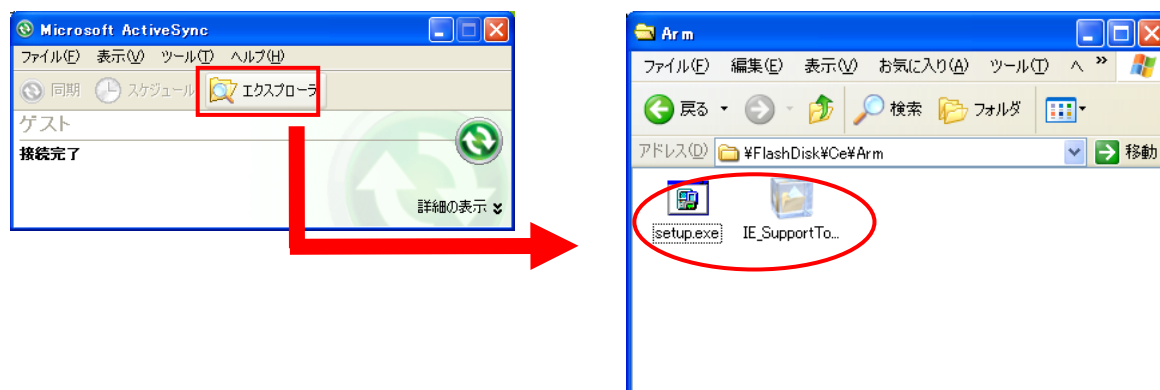 Microsoft ActiveSync
ファイル(F) 表示(V) ツール(T) ヘルプ(H)
同期 スケジュール エクスプローラ
ゲスト
接続完了
詳細の表示
Arm
ファイル(F) 編集(E) 表示(V) お気に入り(A) ツール(T) ヘ »
戻る 検索 フォルダ
アドレス(D) ¥FlashDisk¥Ce¥Arm 移動
setup.exe IE_SupportTo...